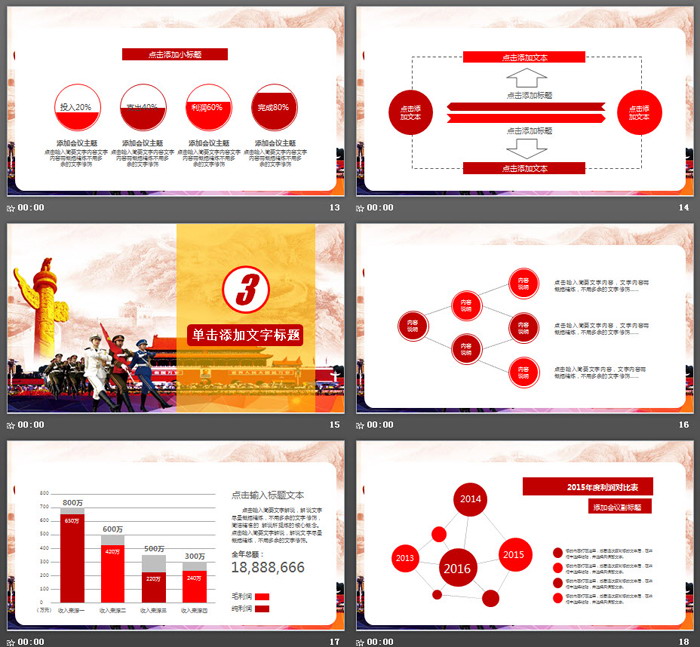 点击添加小标题
投入20%
支出40%
利润60%
完成80%
添加会议主题
添加会议主题
添加会议主题
添加会议主题
点击输入简要文字内容文字内容需概括精炼不用多余的文字修饰
点击输入简要文字内容文字内容需概括精炼不用多余的文字修饰
点击输入简要文字内容文字内容需概括精炼不用多余的文字修饰
点击输入简要文字内容文字内容需概括精炼不用多余的文字修饰
00:00
13
点击添加文本
点击添
加文本
点击添加标题
点击添加标题
点击添
加文本
点击添加文本
00:00
14
3
单击添加文字标题
00:00
15
内容
说明
内容
说明
内容
说明
内容
说明
内容
说明
内容
说明
点击输入简要文字内容，文字内容需
概括精炼，不用多余的文字修饰……
点击输入简要文字内容，文字内容需
概括精炼，不用多余的文字修饰……
点击输入简要文字内容，文字内容需
概括精炼，不用多余的文字修饰……
00:00
16
800
700
600
500
400
300
200
100
0
（万元）
800万
650万
600万
420万
500万
220万
300万
240万
收入来源一
收入来源二
收入来源三
收入来源四
点击输入标题文本
点击输入简要文字解说，解说文字
尽量概括精炼，不用多余的文字修饰，
简洁精准的解说所提炼的核心概念。
点击输入简要文字解说，解说文字尽量
概括精炼，不用多余的文字修饰。
全年总额：
18,888,666
毛利润
纯利润
00:00
17
2014
2013
2015
2016
2015年度利润对比表
添加会议副标题
00:00
18